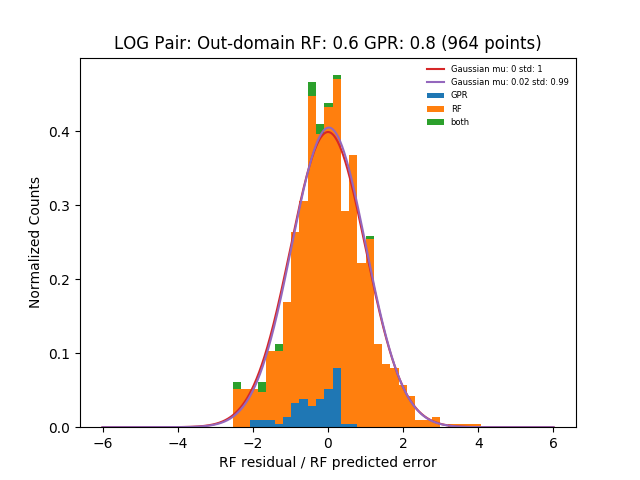 LOG Pair: Out-domain RF: 0.6 GPR: 0.8 (964 points)
Gaussian mu: 0 std: 1
Gaussian mu: 0.02 std: 0.99
GPR
RF
both
Normalized Counts
0.4
0.3
0.2
0.1
0.0
−6 −4 −2 0 2 4 6
RF residual / RF predicted error